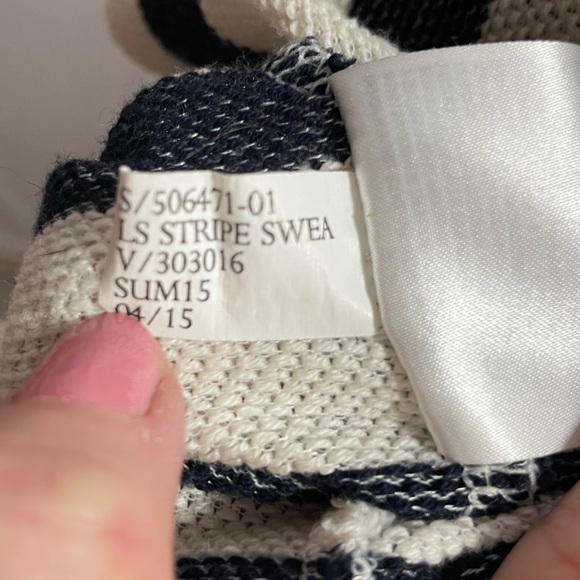 S/506471-01
LS STRIPE SWEA
V/303016
SUM15
04/15